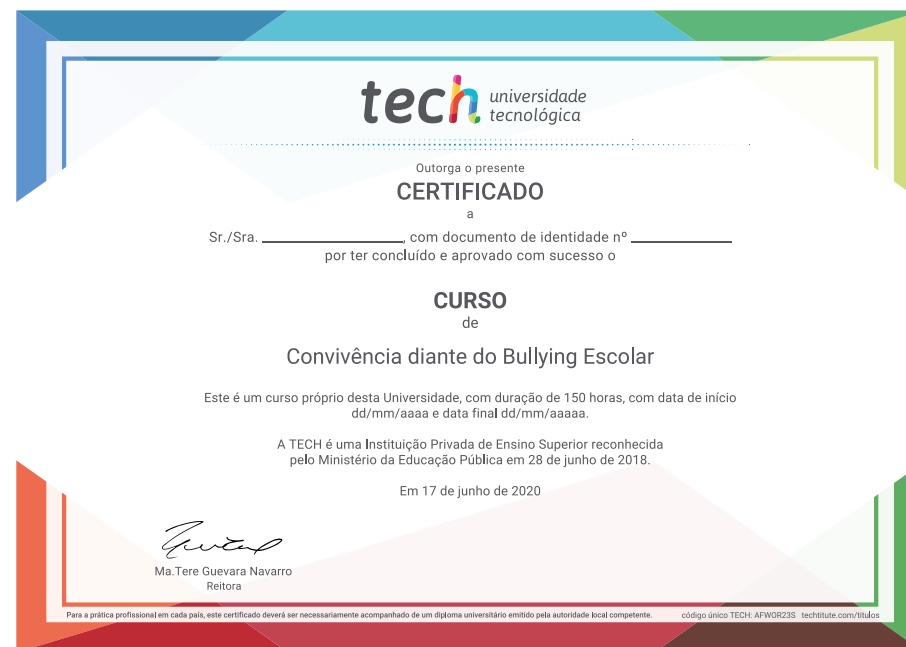 tech universidade
tecnológica
Outorga o presente
CERTIFICADO
a
Sr./Sra. ____________________, com documento de identidade nº ______________
por ter concluído e aprovado com sucesso o
CURSO
de
Convivência diante do Bullying Escolar
Este é um curso próprio desta Universidade, com duração de 150 horas, com data de início
dd/mm/aaaa e data final dd/mm/aaaaa.
A TECH é uma Instituição Privada de Ensino Superior reconhecida
pelo Ministério da Educação Pública em 28 de junho de 2018.
Em 17 de junho de 2020
Ma.Tere Guevara Navarro
Reitora
Para a prática profissional em cada país, este certificado deverá ser necessariamente acompanhado de um diploma universitário emitido pela autoridade local competente.
código único TECH: AFWOR23S techtitute.com/titulos